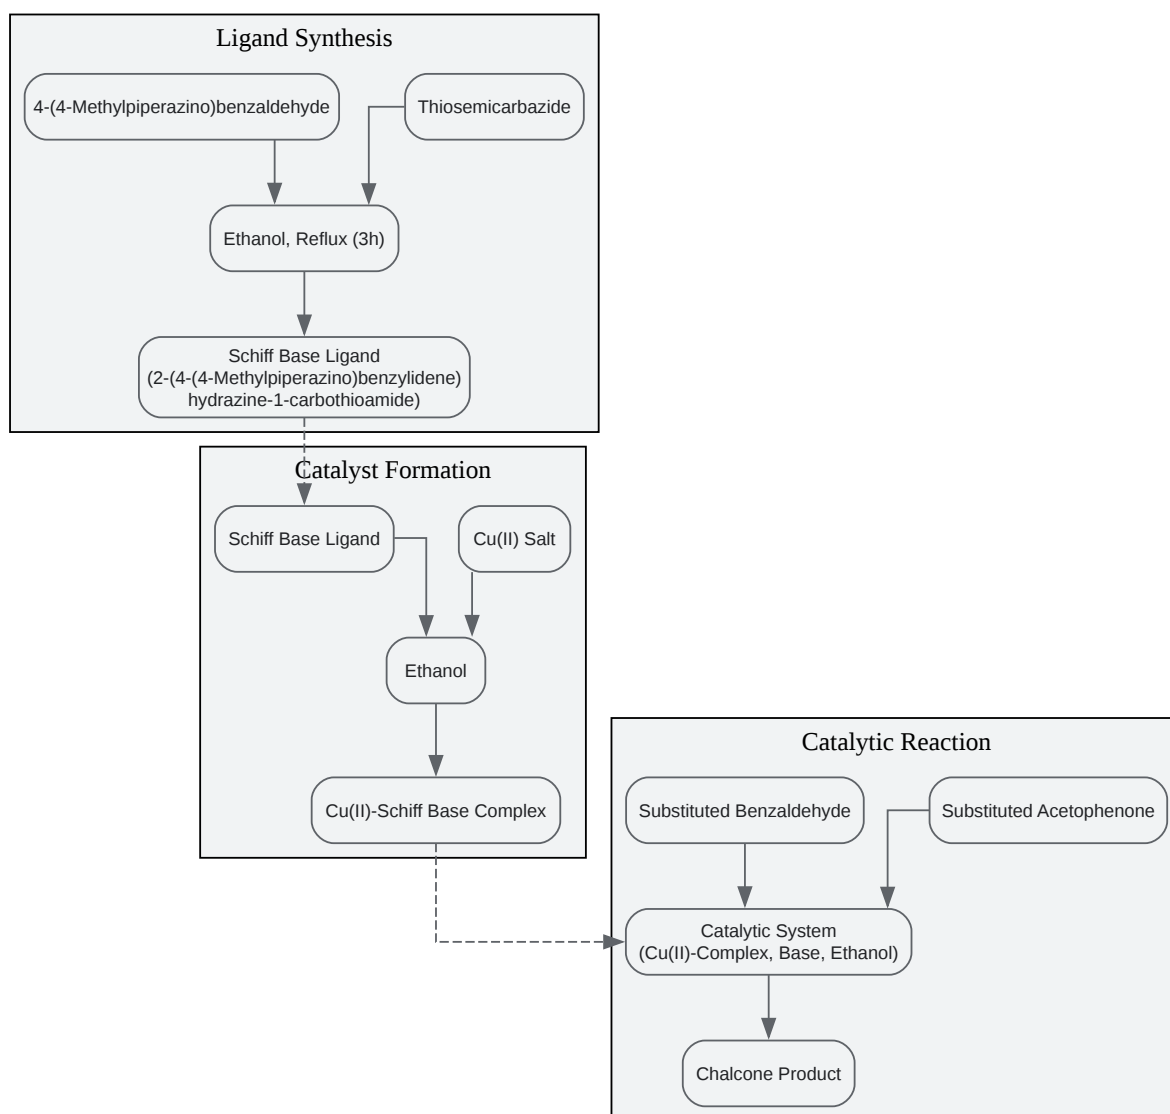 Ligand Synthesis
4-(4-Methylpiperazino)benzaldehyde
Thiosemicarbazide
Ethanol, Reflux (3h)
Schiff Base Ligand
(2-(4-(4-Methylpiperazino)benzylidene)
hydrazine-1-carbothioamide)
Catalyst Formation
Schiff Base Ligand
Cu(II) Salt
Ethanol
Cu(II)-Schiff Base Complex
Catalytic Reaction
Substituted Benzaldehyde
Substituted Acetophenone
Catalytic System
(Cu(II)-Complex, Base, Ethanol)
Chalcone Product